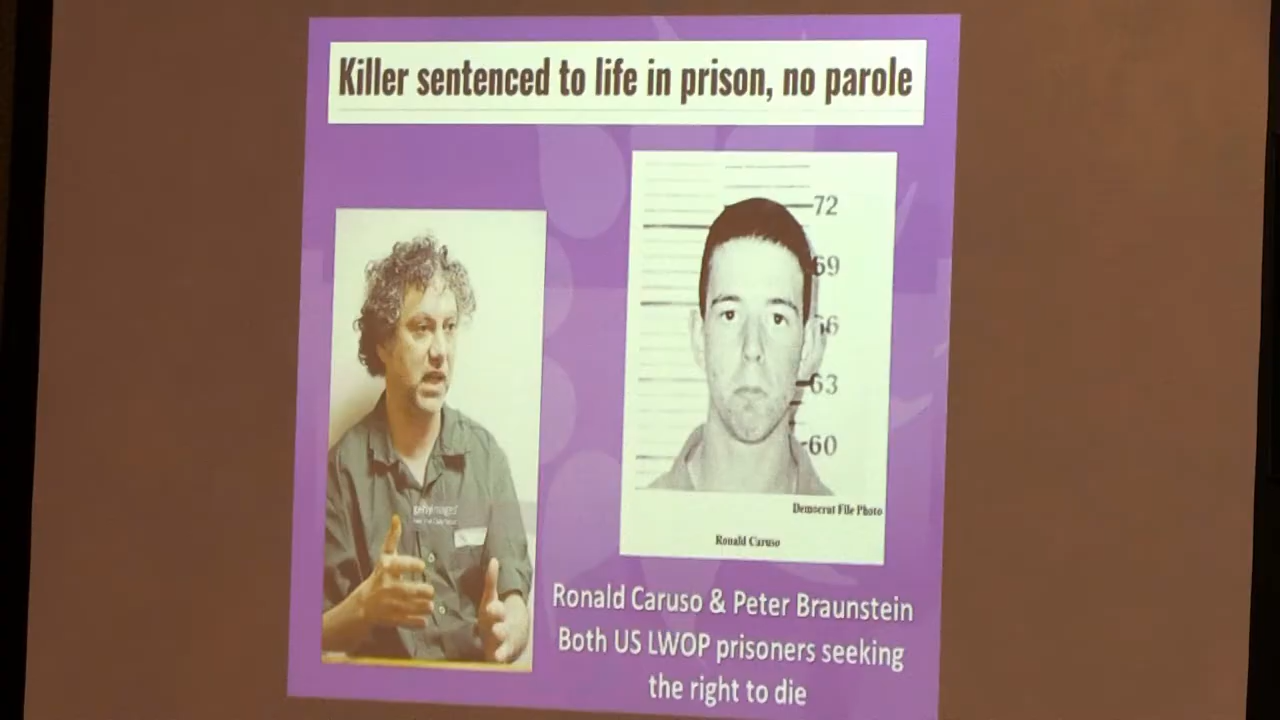 Killer sentenced to life in prison, no parole
72
69
66
63
60
gettyimages
Democrat File Photo
Ronald Caruso
Ronald Caruso & Peter Braunstein
Both US LWOP prisoners seeking
the right to die